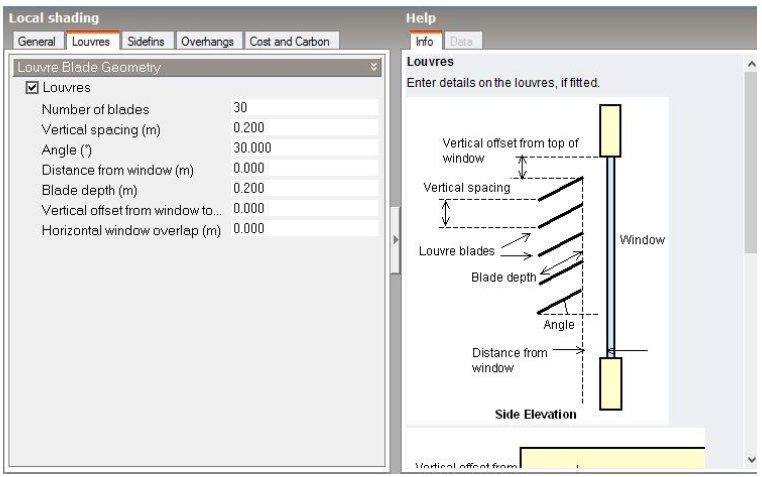 Local shading
General Louvres Sidefins Overhangs Cost and Carbon
Louvre Blade Geometry
Louvres
Number of blades 30
Vertical spacing (m) 0.200
Angle (°) 30.000
Distance from window (m) 0.000
Blade depth (m) 0.200
Vertical offset from window to... 0.000
Horizontal window overlap (m) 0.000
Help
Info Data
Louvres
Enter details on the louvres, if fitted.
Vertical offset from top of
window
Vertical spacing
Louvre blades
Window
Blade depth
Angle
Distance from
window
Side Elevation
Vertical offset from